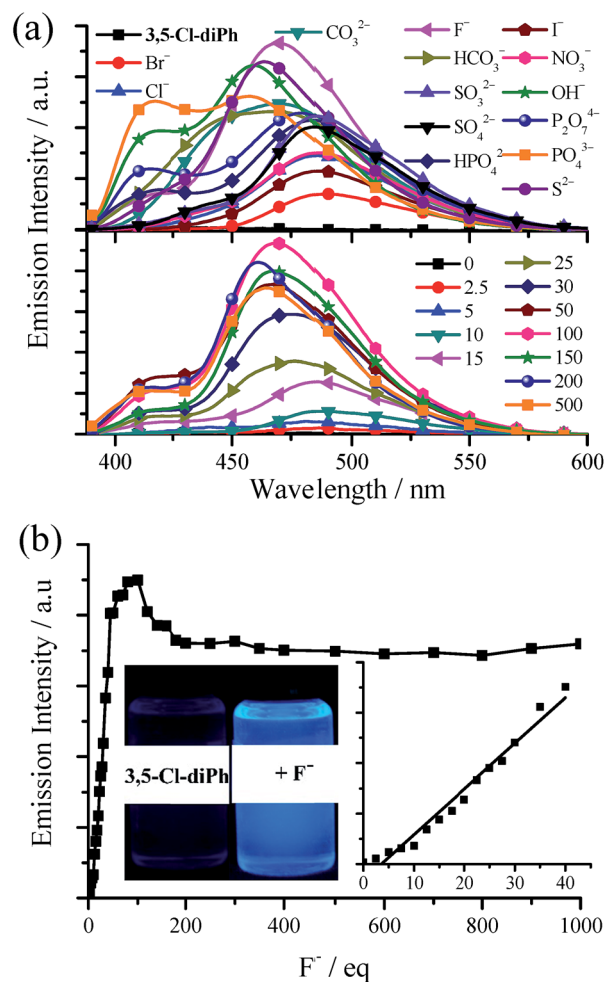 (a)
3,5-Cl-diPh
Br⁻
Cl⁻
CO₃²⁻
F⁻
HCO₃⁻
SO₃²⁻
SO₄²⁻
HPO₄²
I⁻
NO₃⁻
OH⁻
P₂O₇⁴⁻
PO₄³⁻
S²⁻
Emission Intensity / a.u.
0
2.5
5
10
15
25
30
50
100
150
200
500
400 450 500 550 600
Wavelength / nm
(b)
Emission Intensity / a.u
3,5-Cl-diPh
+ F⁻
0 10 20 30 40
0 200 400 600 800 1000
F⁻ / eq